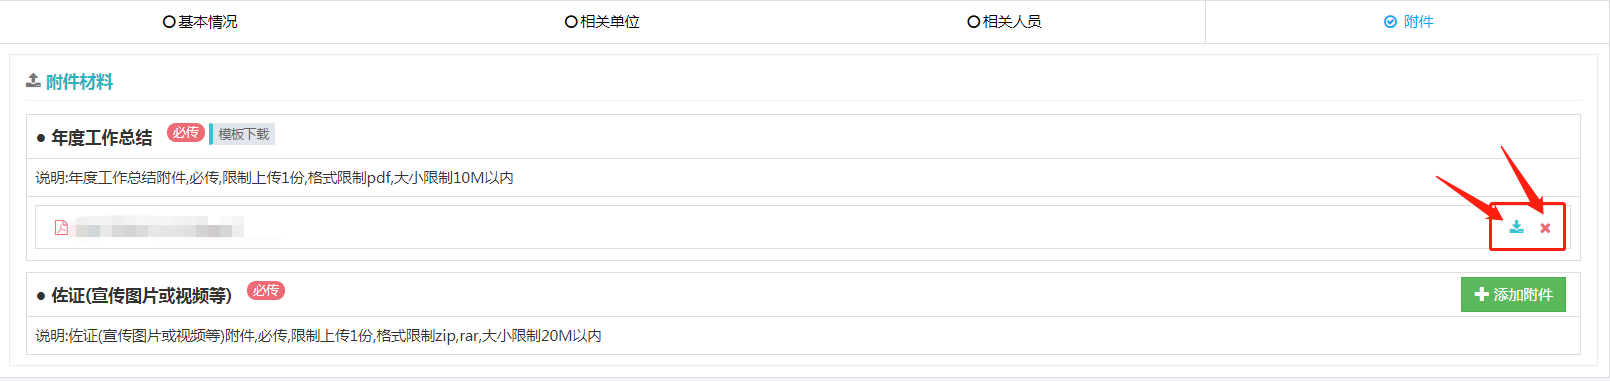 基本情况 相关单位 相关人员 附件
附件材料
● 年度工作总结 必传 模板下载
说明:年度工作总结附件,必传,限制上传1份,格式限制pdf,大小限制10M以内
● 佐证(宣传图片或视频等) 必传 添加附件
说明:佐证(宣传图片或视频等)附件,必传,限制上传1份,格式限制zip,rar,大小限制20M以内